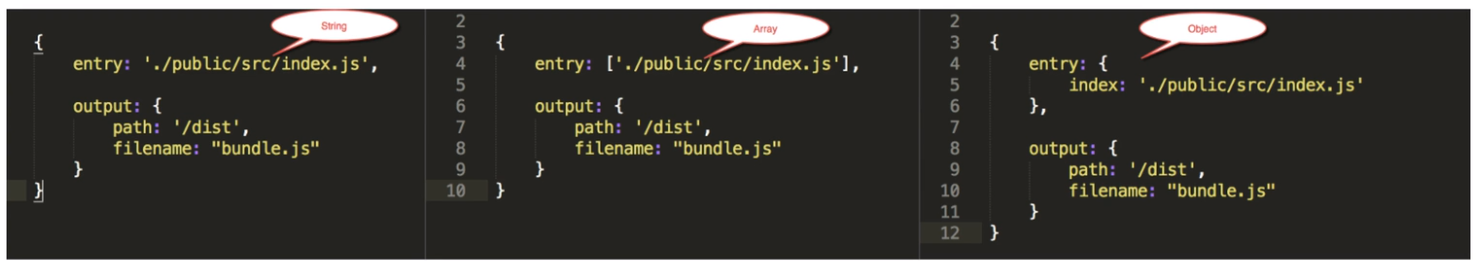 String
{
entry: './public/src/index.js',
output: {
path: '/dist',
filename: "bundle.js"
}
}
Array
2
3 {
4 entry: ['./public/src/index.js'],
5
6 output: {
7 path: '/dist',
8 filename: "bundle.js"
9 }
10 }
Object
2
3 {
4 entry: {
5 index: './public/src/index.js'
6 },
7
8 output: {
9 path: '/dist',
10 filename: "bundle.js"
11 }
12 }